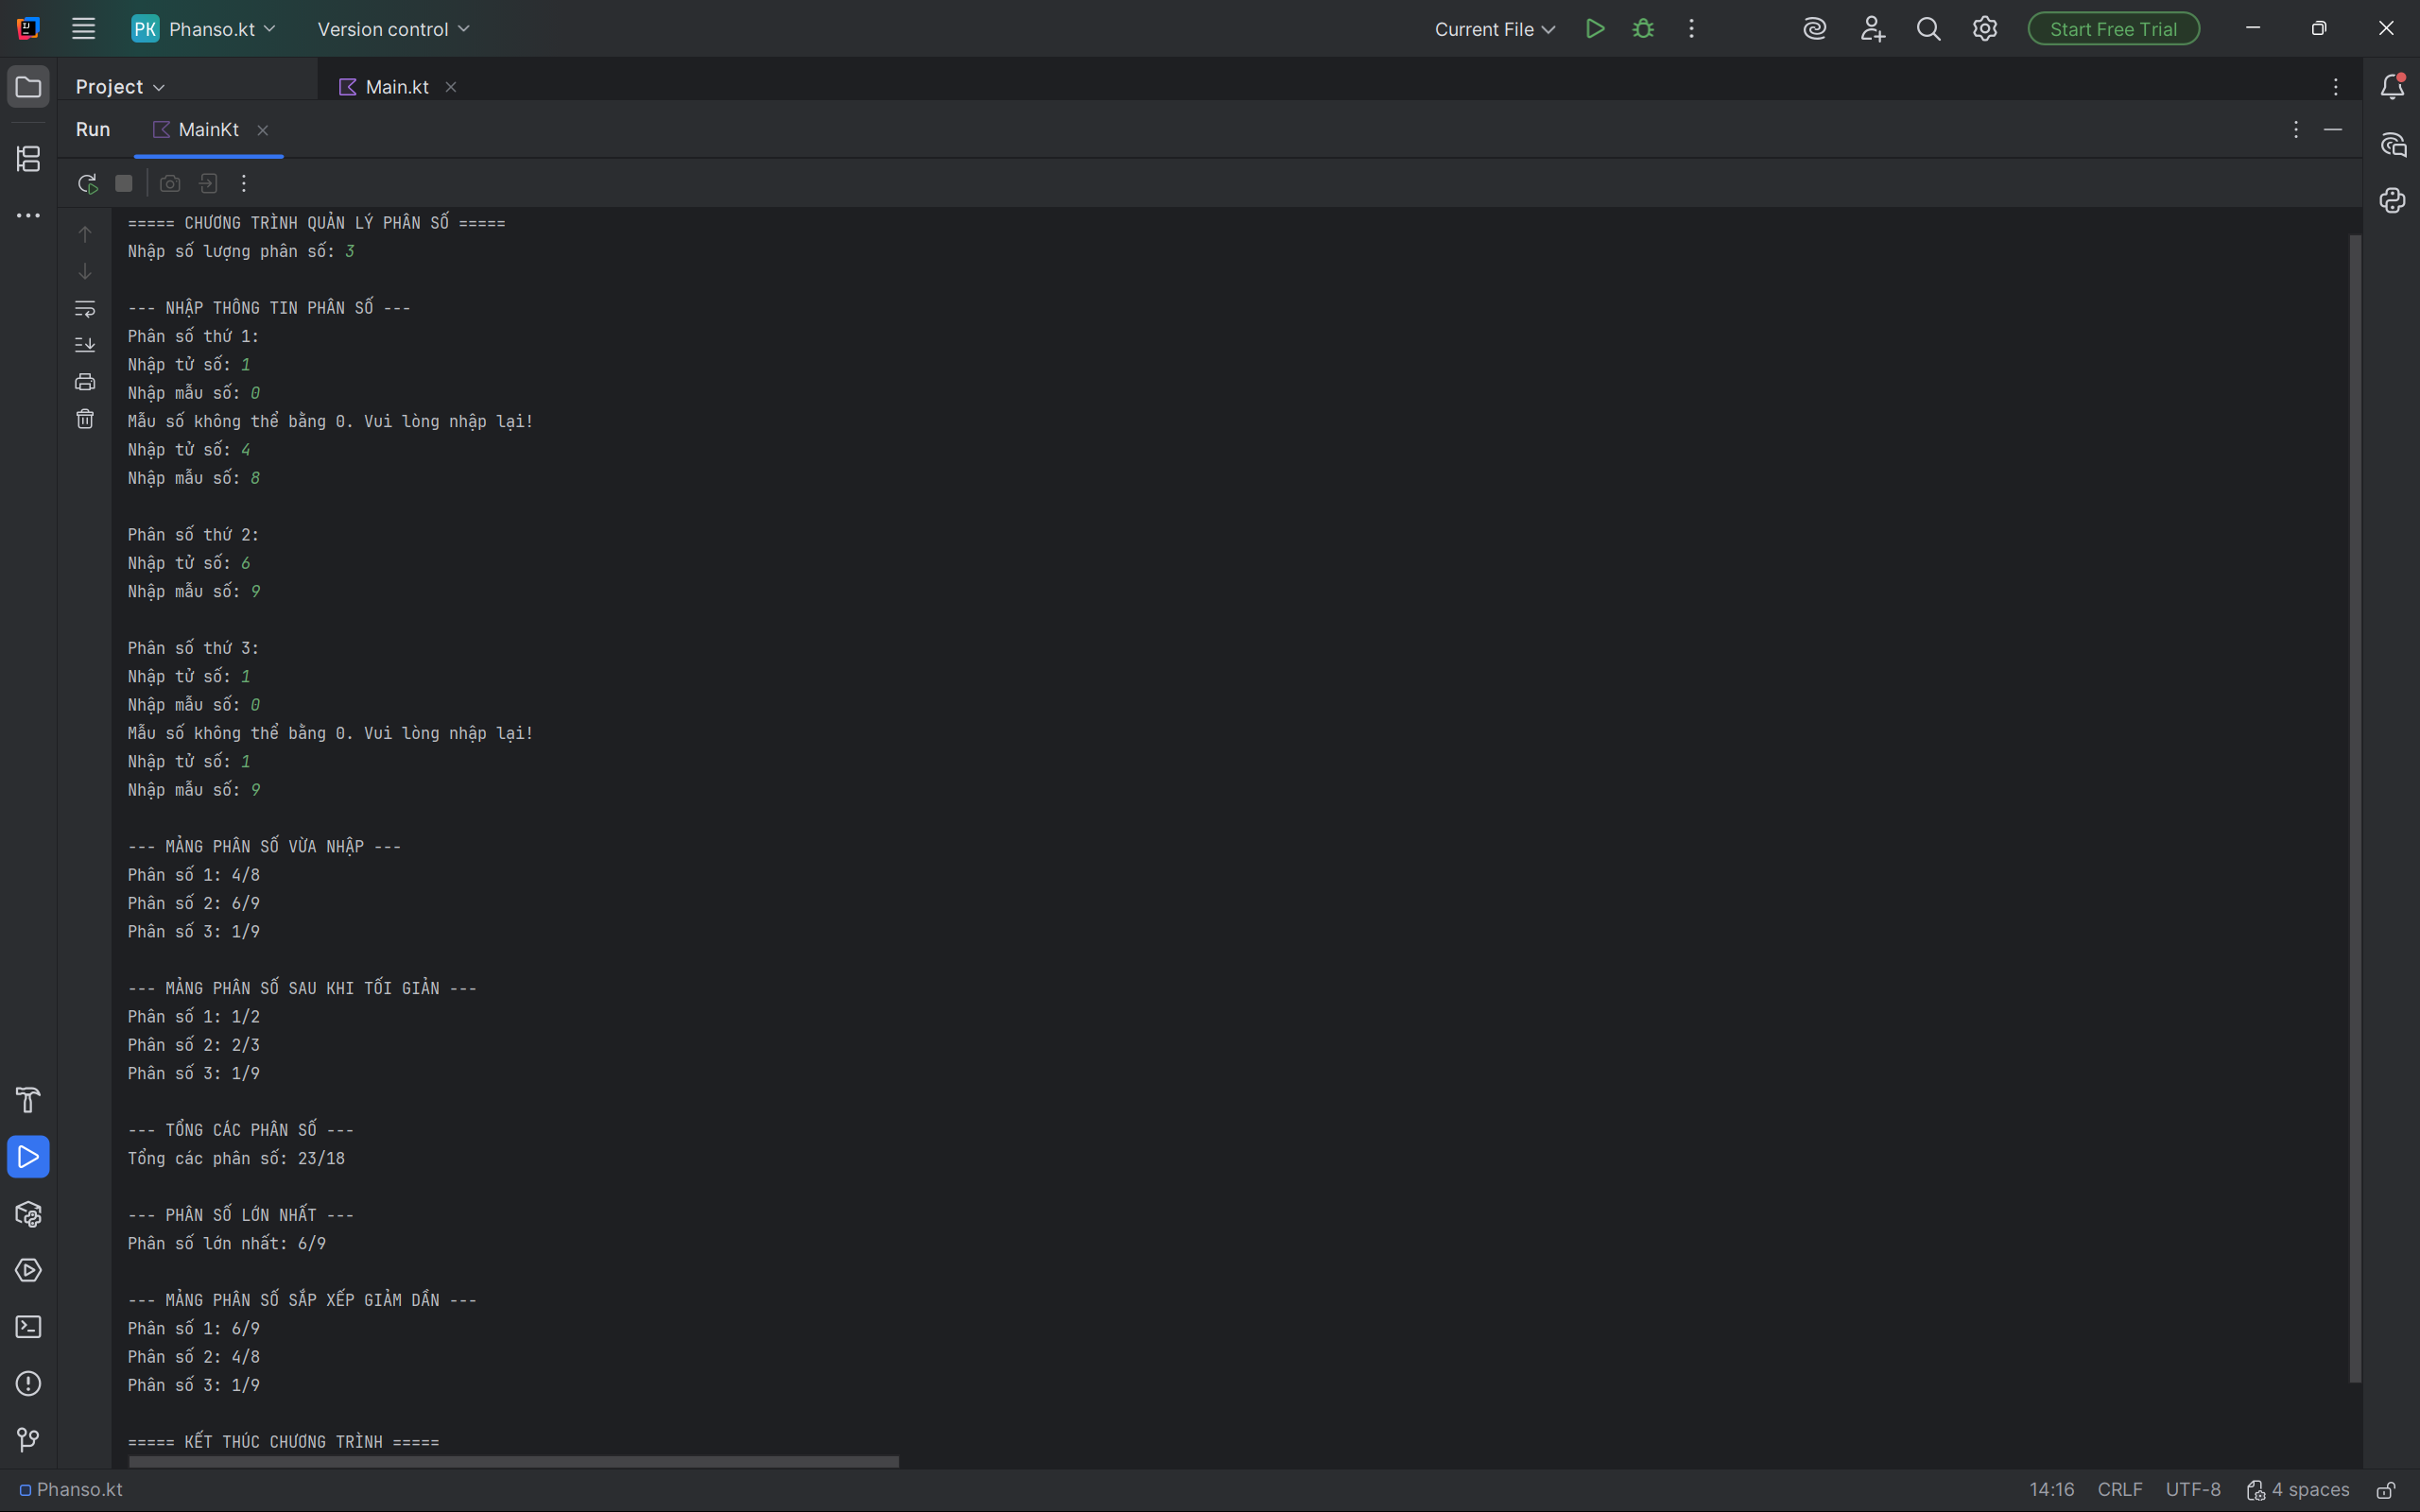 PK Phanso.kt Version control Current File Start Free Trial
Project Main.kt
Run MainKt
===== CHƯƠNG TRÌNH QUẢN LÝ PHÂN SỐ =====
Nhập số lượng phân số: 3
--- NHẬP THÔNG TIN PHÂN SỐ ---
Phân số thứ 1:
Nhập tử số: 1
Nhập mẫu số: 0
Mẫu số không thể bằng 0. Vui lòng nhập lại!
Nhập tử số: 4
Nhập mẫu số: 8
Phân số thứ 2:
Nhập tử số: 6
Nhập mẫu số: 9
Phân số thứ 3:
Nhập tử số: 1
Nhập mẫu số: 0
Mẫu số không thể bằng 0. Vui lòng nhập lại!
Nhập tử số: 1
Nhập mẫu số: 9
--- MẢNG PHÂN SỐ VỪA NHẬP ---
Phân số 1: 4/8
Phân số 2: 6/9
Phân số 3: 1/9
--- MẢNG PHÂN SỐ SAU KHI TỐI GIẢN ---
Phân số 1: 1/2
Phân số 2: 2/3
Phân số 3: 1/9
--- TỔNG CÁC PHÂN SỐ ---
Tổng các phân số: 23/18
--- PHÂN SỐ LỚN NHẤT ---
Phân số lớn nhất: 6/9
--- MẢNG PHÂN SỐ SẮP XẾP GIẢM DẦN ---
Phân số 1: 6/9
Phân số 2: 4/8
Phân số 3: 1/9
===== KẾT THÚC CHƯƠNG TRÌNH =====
Phanso.kt 14:16 CRLF UTF-8 4 spaces